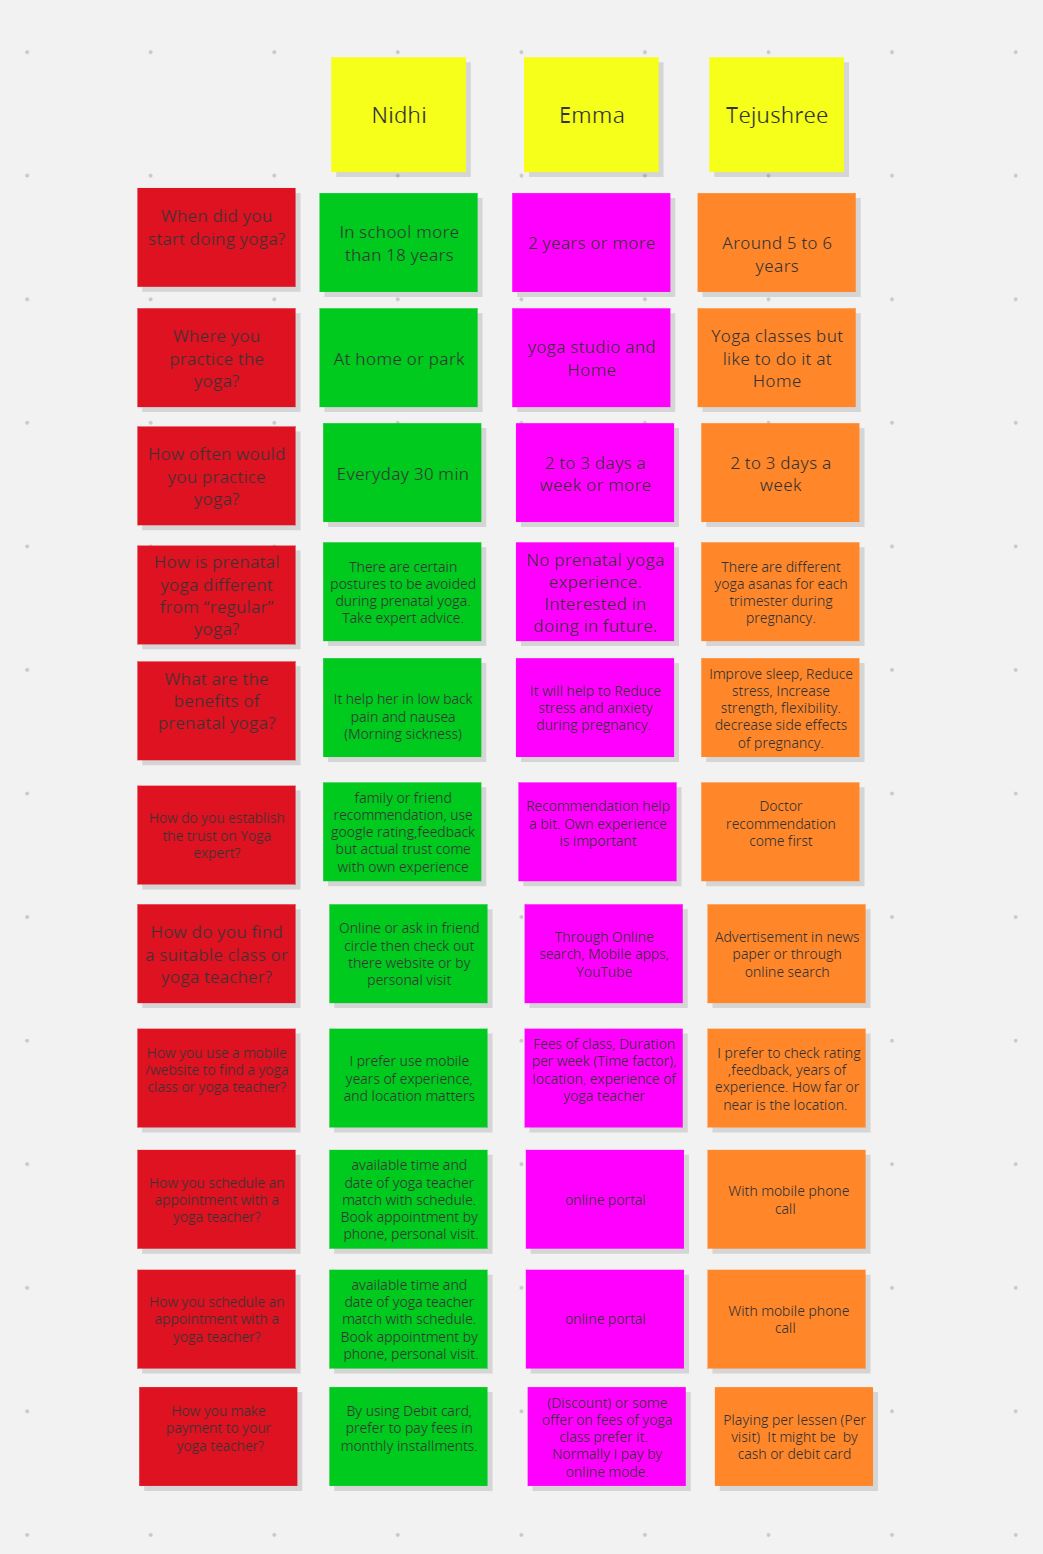 Nidhi
Emma
Tejushree
When did you
start doing yoga?
In school more
than 18 years
2 years or more
Around 5 to 6
years
Where you
practice the
yoga?
At home or park
yoga studio and
Home
Yoga classes but
like to do it at
Home
How often would
you practice
yoga?
Everyday 30 min
2 to 3 days a
week or more
2 to 3 days a
week
How is prenatal
yoga different
from “regular”
yoga?
There are certain
postures to be avoided
during prenatal yoga.
Take expert advice.
No prenatal yoga
experience.
Interested in
doing in future.
There are different
yoga asanas for each
trimester during
pregnancy.
What are the
benefits of
prenatal yoga?
It help her in low back
pain and nausea
(Morning sickness)
It will help to Reduce
stress and anxiety
during pregnancy.
Improve sleep, Reduce
stress, Increase
strength, flexibility.
decrease side effects
of pregnancy.
How do you establish
the trust on Yoga
expert?
family or friend
recommendation, use
google rating,feedback
but actual trust come
with own experience
Recommendation help
a bit. Own experience
is important
Doctor
recommendation
come first
How do you find
a suitable class or
yoga teacher?
Online or ask in friend
circle then check out
there website or by
personal visit
Through Online
search, Mobile apps,
YouTube
Advertisement in news
paper or through
online search
How you use a mobile
/website to find a yoga
class or yoga teacher?
I prefer use mobile
years of experience,
and location matters
Fees of class, Duration
per week (Time factor),
location, experience of
yoga teacher
I prefer to check rating
,feedback, years of
experience. How far or
near is the location.
How you schedule an
appointment with a
yoga teacher?
available time and
date of yoga teacher
match with schedule.
Book appointment by
phone, personal visit.
online portal
With mobile phone
call
How you schedule an
appointment with a
yoga teacher?
available time and
date of yoga teacher
match with schedule.
Book appointment by
phone, personal visit.
online portal
With mobile phone
call
How you make
payment to your
yoga teacher?
By using Debit card,
prefer to pay fees in
monthly installments.
(Discount) or some
offer on fees of yoga
class prefer it.
Normally I pay by
online mode
Playing per lessen (Per
visit) It might be by
cash or debit card